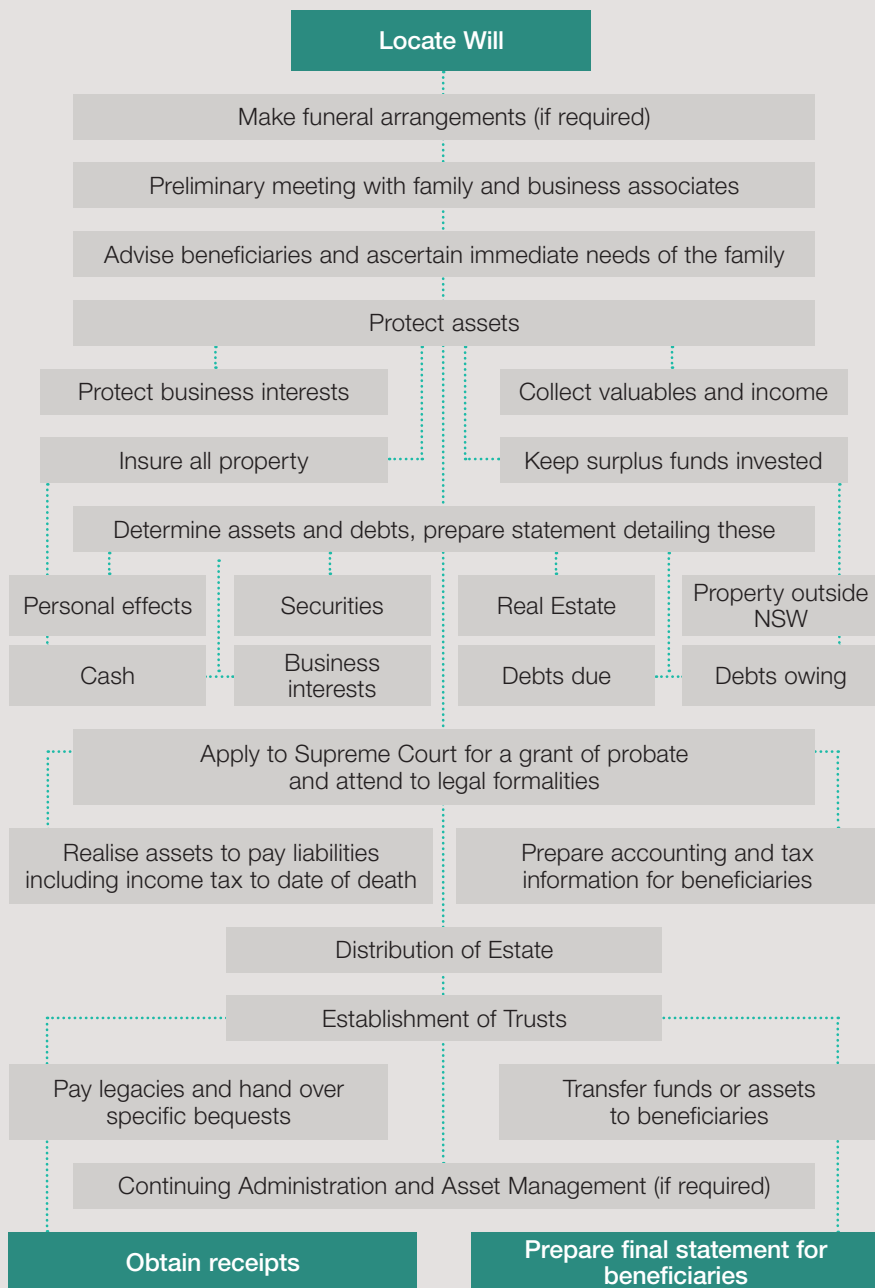 Locate Will
Make funeral arrangements (if required)
Preliminary meeting with family and business associates
Advise beneficiaries and ascertain immediate needs of the family
Protect assets
Protect business interests
Collect valuables and income
Insure all property
Keep surplus funds invested
Determine assets and debts, prepare statement detailing these
Personal effects
Securities
Real Estate
Property outside
NSW
Cash
Business
interests
Debts due
Debts owing
Apply to Supreme Court for a grant of probate
and attend to legal formalities
Realise assets to pay liabilities
including income tax to date of death
Prepare accounting and tax
information for beneficiaries
Distribution of Estate
Establishment of Trusts
Pay legacies and hand over
specific bequests
Transfer funds or assets
to beneficiaries
Continuing Administration and Asset Management (if required)
Obtain receipts
Prepare final statement for
beneficiaries